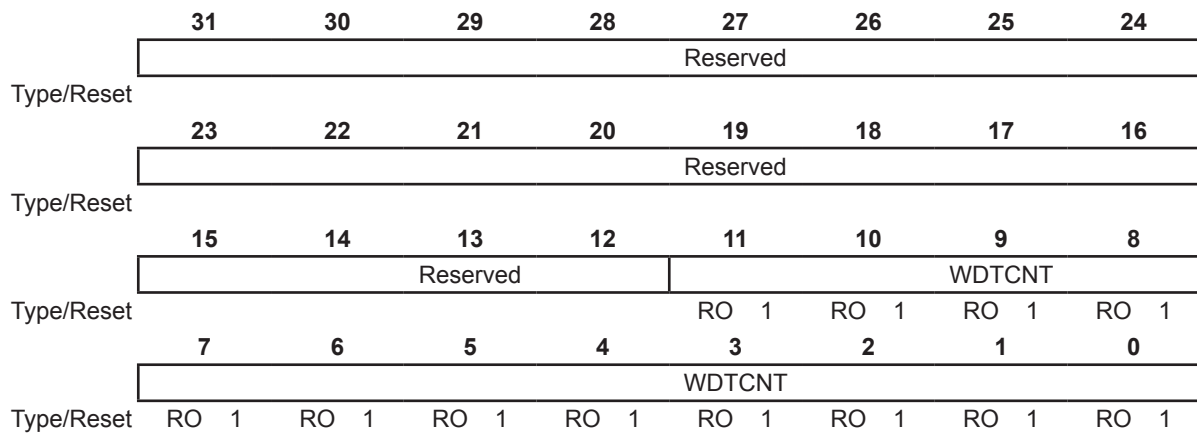 31 30 29 28 27 26 25 24
Reserved
Type/Reset
23 22 21 20 19 18 17 16
Reserved
Type/Reset
15 14 13 12 11 10 9 8
Reserved WDTCNT
Type/Reset RO 1 RO 1 RO 1 RO 1
7 6 5 4 3 2 1 0
WDTCNT
Type/Reset RO 1 RO 1 RO 1 RO 1 RO 1 RO 1 RO 1 RO 1